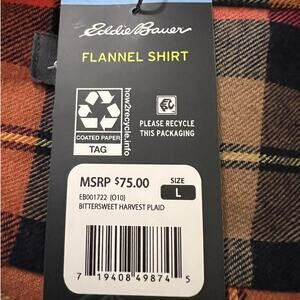 Eddie Bauer
FLANNEL SHIRT
how2recycle.info
COATED PAPER
TAG
PLEASE RECYCLE
THIS PACKAGING
MSRP $75.00
SIZE
L
EB001722 (O10)
BITTERSWEET HARVEST PLAID
7 19408 49874 5